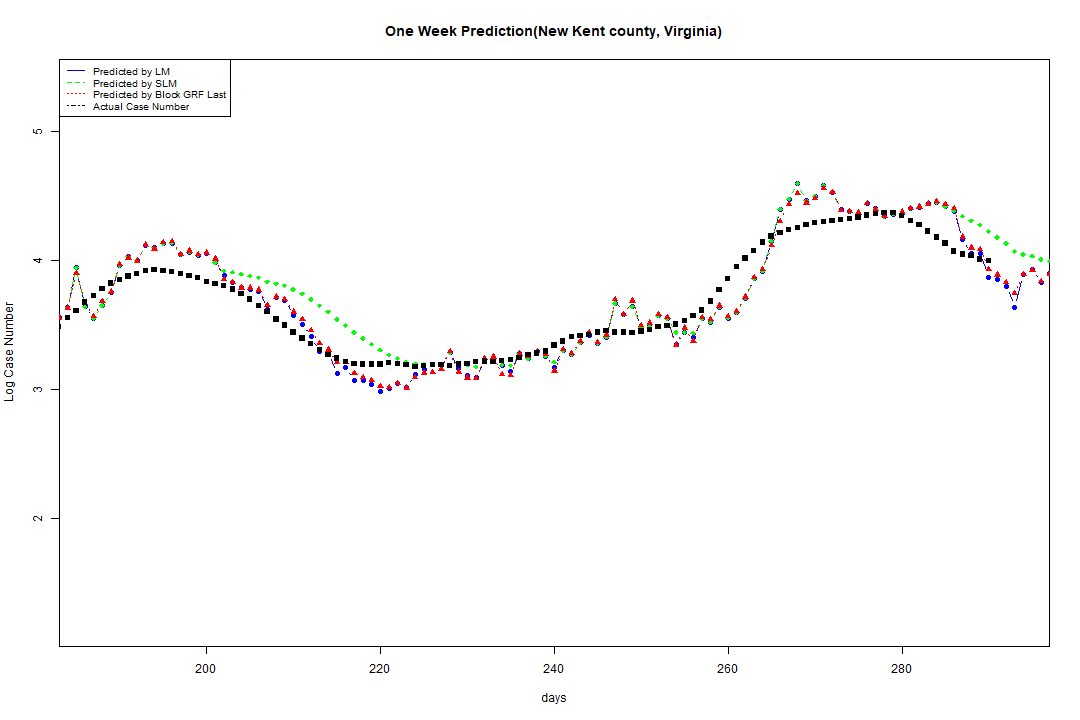 One Week Prediction(New Kent county, Virginia)
Predicted by LM
Predicted by SLM
Predicted by Block GRF Last
Actual Case Number
5
4
3
2
Log Case Number
200
220
240
260
280
days